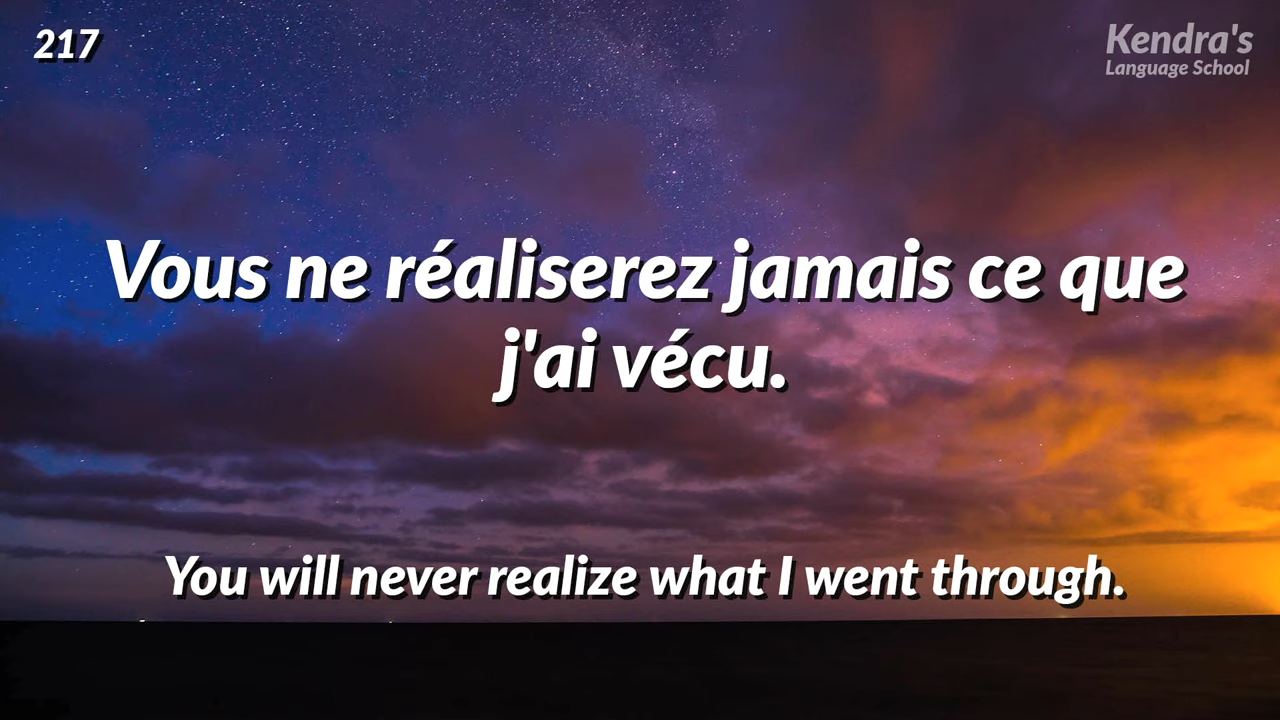 217
Kendra's
Language School
Vous ne réaliserez jamais ce que
j'ai vécu.
You will never realize what I went through.